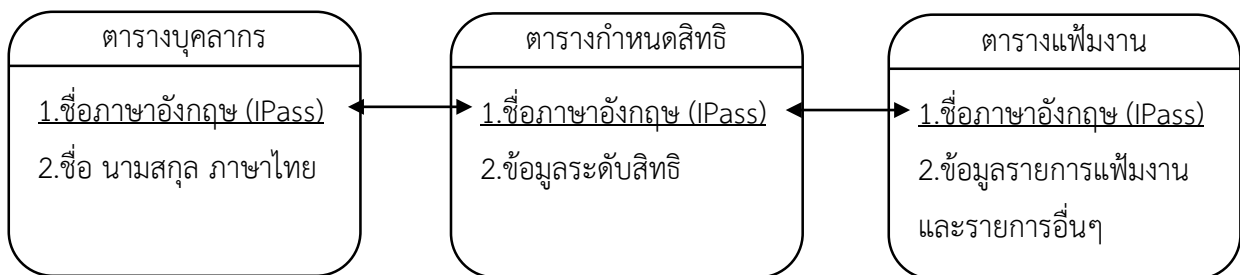 ตารางบุคลากร
1.ชื่อภาษาอังกฤษ (IPass)
2.ชื่อ นามสกุล ภาษาไทย
ตารางกำหนดสิทธิ
1.ชื่อภาษาอังกฤษ (IPass)
2.ข้อมูลระดับสิทธิ
ตารางแฟ้มงาน
1.ชื่อภาษาอังกฤษ (IPass)
2.ข้อมูลรายการแฟ้มงาน
และรายการอื่นๆ